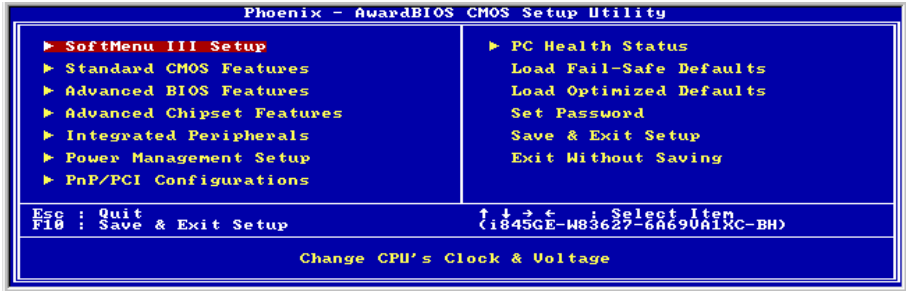 Phoenix - AwardBIOS CMOS Setup Utility
► SoftMenu III Setup
► Standard CMOS Features
► Advanced BIOS Features
► Advanced Chipset Features
► Integrated Peripherals
► Power Management Setup
► PnP/PCI Configurations
► PC Health Status
Load Fail-Safe Defaults
Load Optimized Defaults
Set Password
Save & Exit Setup
Exit Without Saving
Esc : Quit
F10 : Save & Exit Setup
↑ ↓ → ← : Select Item
(i845GE-W83627-6A69VA1XC-BH)
Change CPU's Clock & Voltage